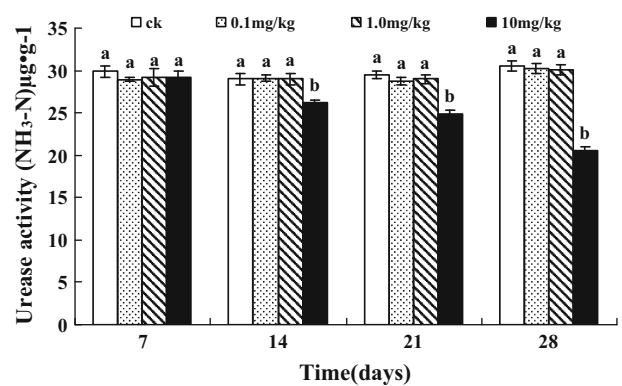 ck 0.1mg/kg 1.0mg/kg 10mg/kg
Urease activity (NH3-N)μg•g-1
35
30
25
20
15
10
5
0
a a a a
a a a b
a a a b
a a a b
7 14 21 28
Time(days)